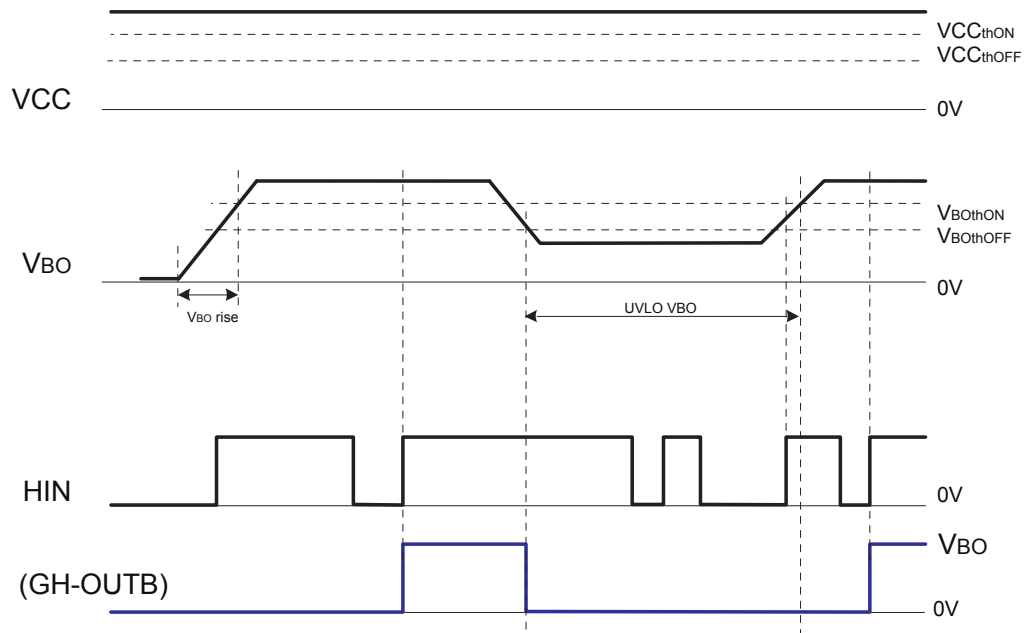 VCCthON
VCCthOFF
VCC
0V
VBOthON
VBOthOFF
VBO
0V
VBO rise
UVLO VBO
HIN
0V
VBO
(GH-OUTB)
0V